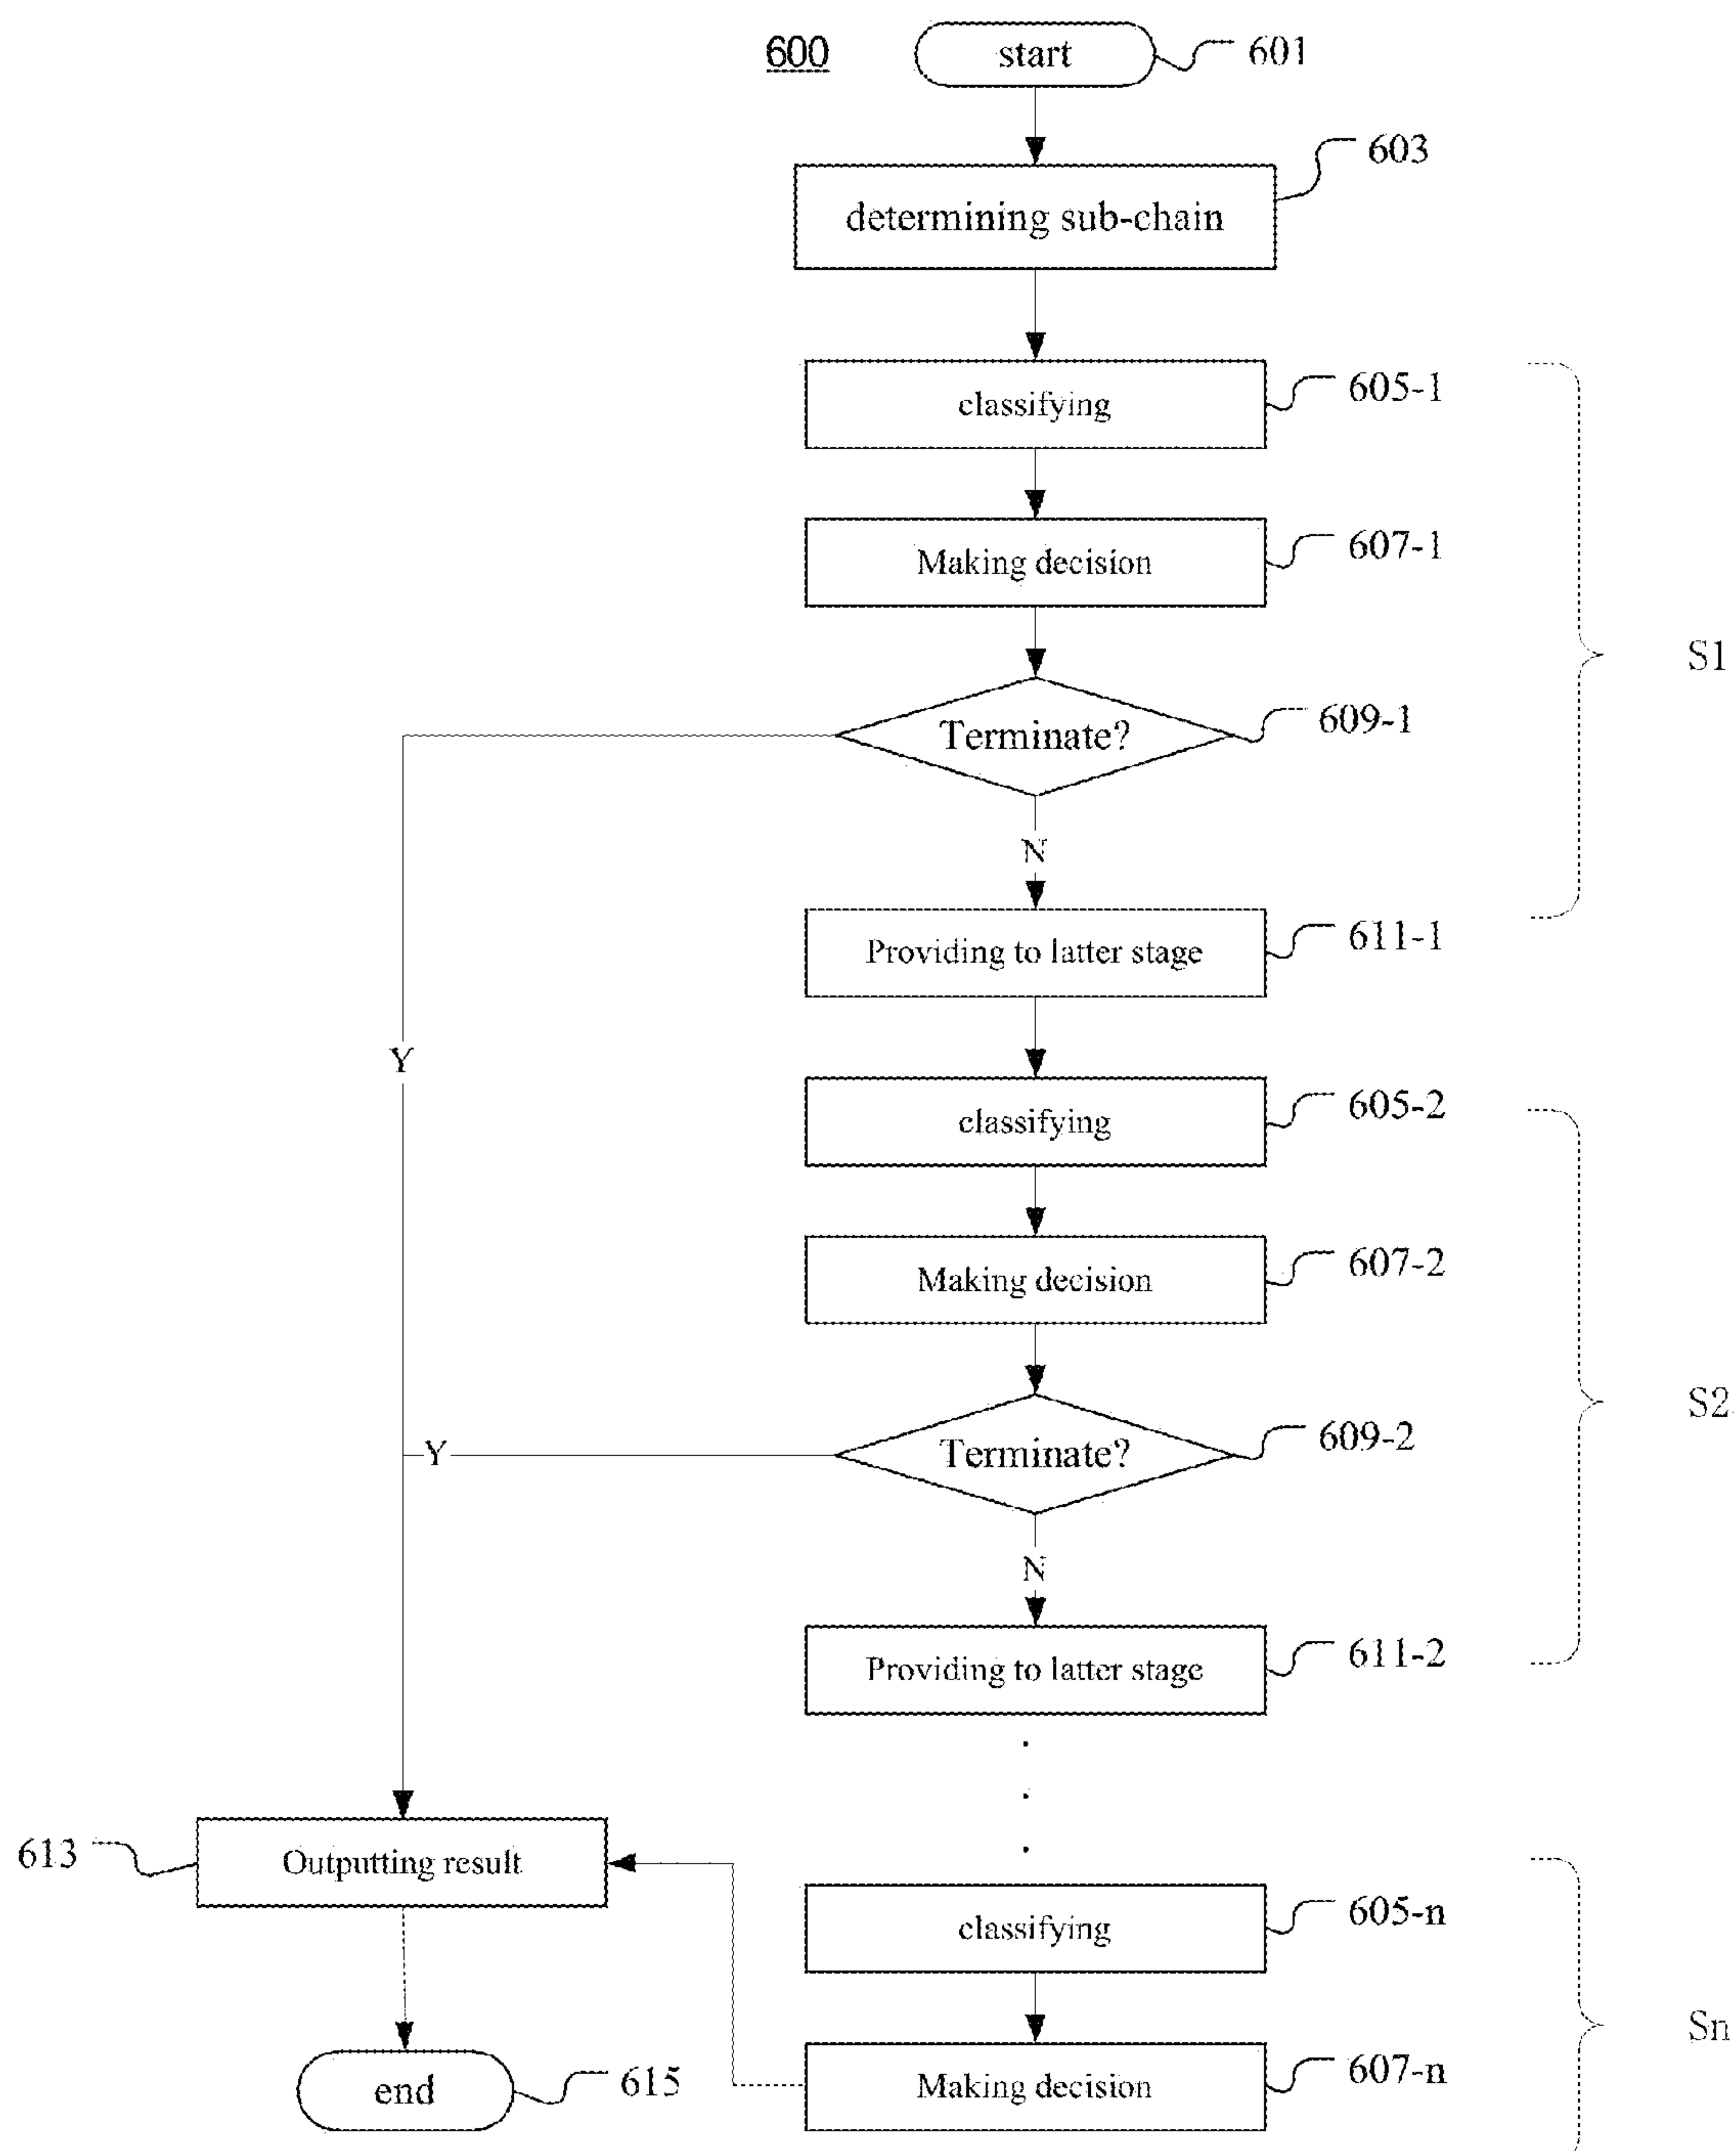 600
start
601
603
determining sub-chain
605-1
classifying
607-1
Making decision
S1
609-1
Terminate?
N
611-1
Providing to latter stage
Y
605-2
classifying
607-2
Making decision
S2
609-2
Terminate?
Y
N
611-2
Providing to latter stage
613
Outputting result
605-n
classifying
Sn
607-n
Making decision
end
615